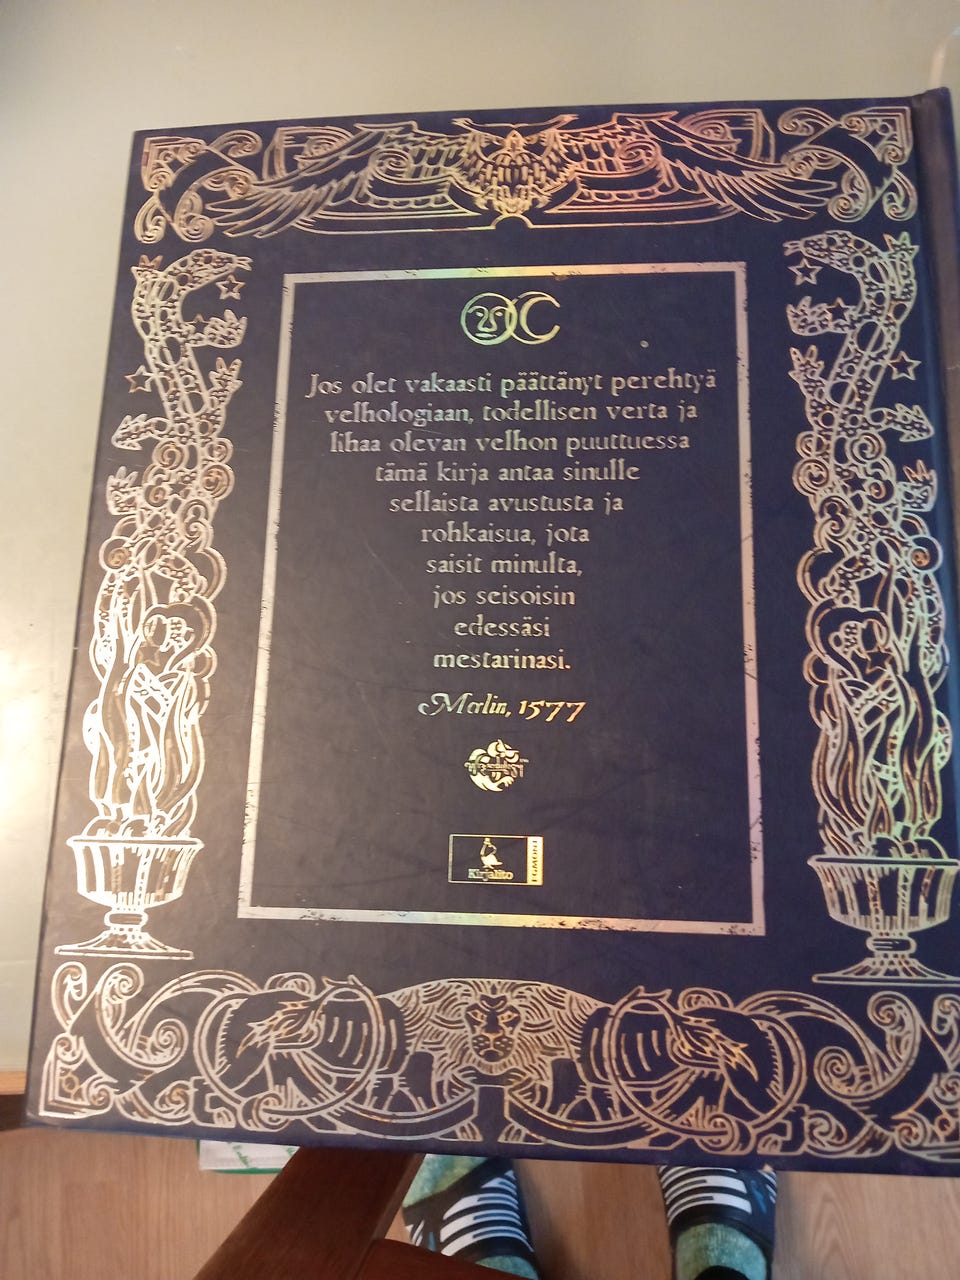 Jos olet vakaasti päättänyt perehtyä
velhologiaan, todellisen verta ja
lihaa olevan velhon puuttuessa
tämä kirja antaa sinulle
sellaista avustusta ja
rohkaisua, jota
saisit minulta,
jos seisoisin
edessäsi
mestarinasi.
Merlin, 1577
Kirjalito
EGMONT